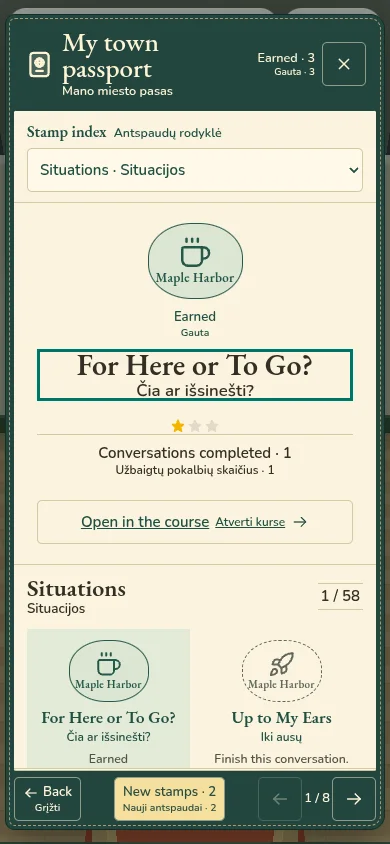 My town
passport
Mano miesto pasas
Earned · 3
Gauta · 3
Stamp index Antspaudų rodyklė
Situations · Situacijos
Maple Harbor
Earned
Gauta
For Here or To Go?
Čia ar išsinešti?
Conversations completed · 1
Užbaigtų pokalbių skaičius · 1
Open in the course Atverti kurse →
Situations
Situacijos
1 / 58
Maple Harbor
For Here or To Go?
Čia ar išsinešti?
Earned
Maple Harbor
Up to My Ears
Iki ausų
Finish this conversation.
← Back
Grįžti
New stamps · 2
Nauji antspaudai · 2
← 1 / 8 →